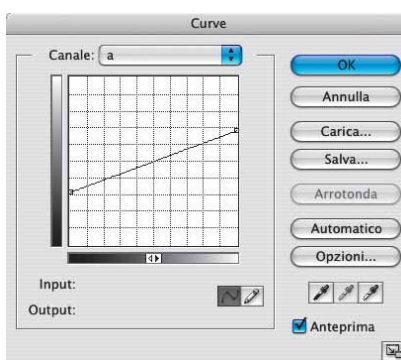 Curve
Canale: a
OK
Annulla
Carica...
Salva...
Arrotonda
Automatico
Opzioni...
Input:
Output:
Anteprima